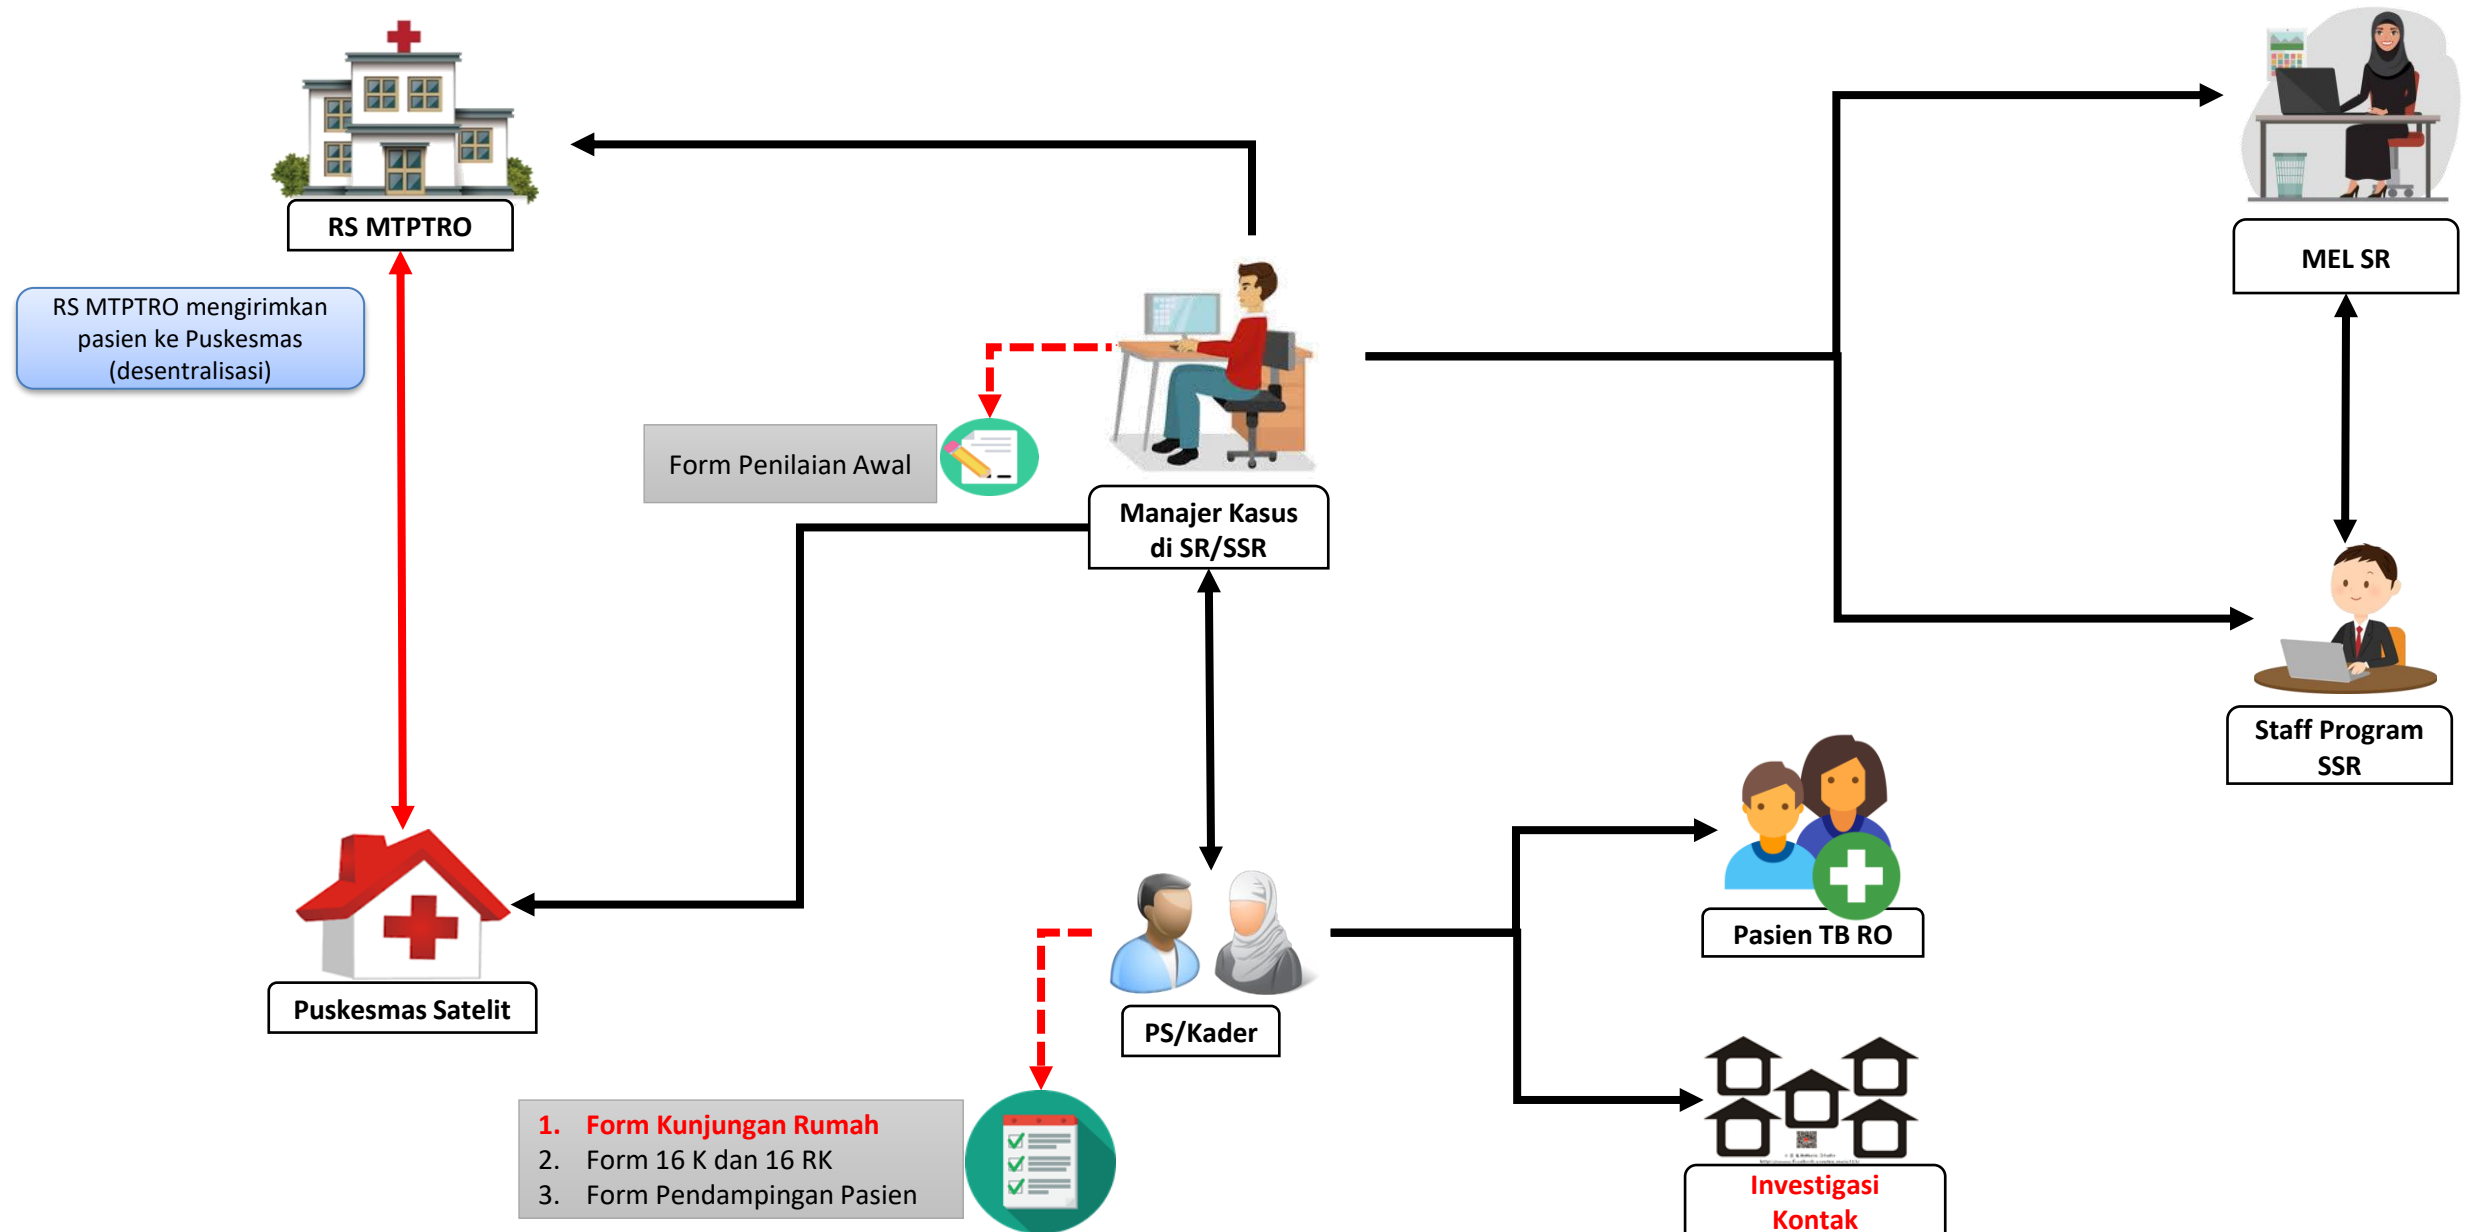 RS MTPTRO
MEL SR
RS MTPTRO mengirimkan
pasien ke Puskesmas
(desentralisasi)
Form Penilaian Awal
Manajer Kasus
di SR/SSR
Staff Program
SSR
Pasien TB RO
Puskesmas Satelit
PS/Kader
1. Form Kunjungan Rumah
2. Form 16 K dan 16 RK
3. Form Pendampingan Pasien
Investigasi
Kontak